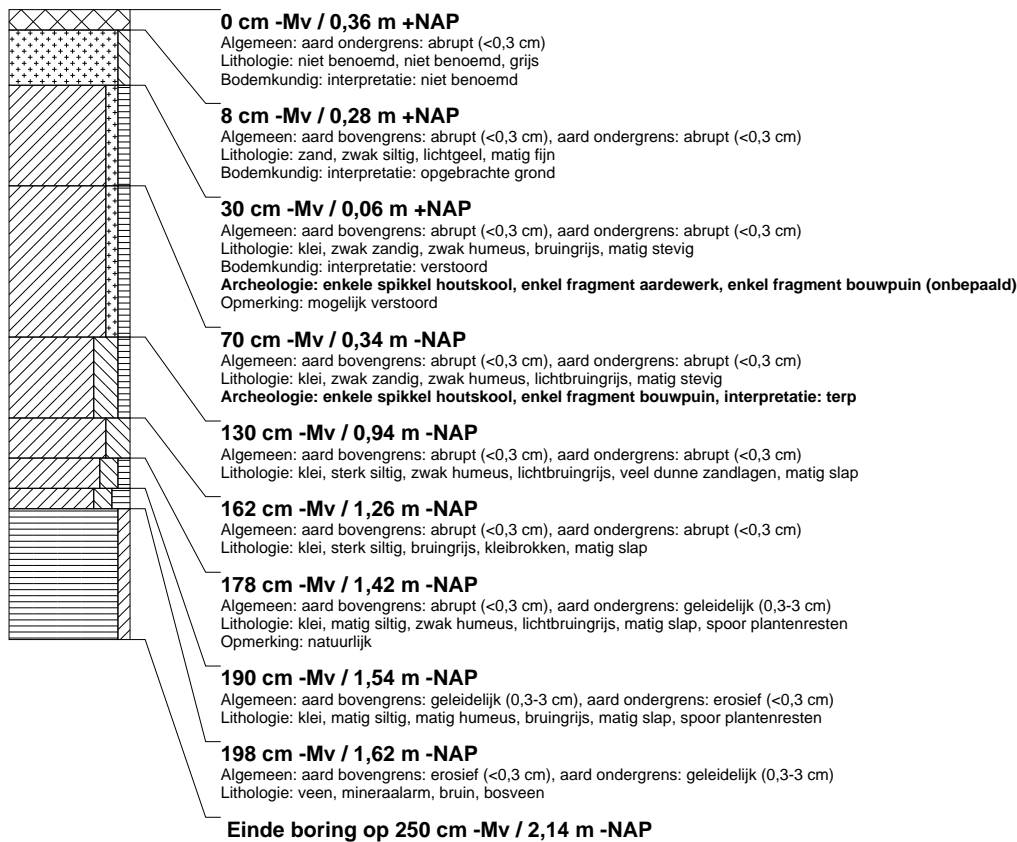 0 cm -Mv / 0,36 m +NAP
Algemeen: aard ondergrens: abrupt (<0,3 cm)
Lithologie: niet benoemd, niet benoemd, grijs
Bodemkundig: interpretatie: niet benoemd
8 cm -Mv / 0,28 m +NAP
Algemeen: aard bovengrens: abrupt (<0,3 cm), aard ondergrens: abrupt (<0,3 cm)
Lithologie: zand, zwak siltig, lichtgeel, matig fijn
Bodemkundig: interpretatie: opgebrachte grond
30 cm -Mv / 0,06 m +NAP
Algemeen: aard bovengrens: abrupt (<0,3 cm), aard ondergrens: abrupt (<0,3 cm)
Lithologie: klei, zwak zandig, zwak humeus, bruingrijs, matig stevig
Bodemkundig: interpretatie: verstoord
Archeologie: enkele spikkel houtskool, enkel fragment aardewerk, enkel fragment bouwpuin (onbepaald)
Opmerking: mogelijk verstoord
70 cm -Mv / 0,34 m -NAP
Algemeen: aard bovengrens: abrupt (<0,3 cm), aard ondergrens: abrupt (<0,3 cm)
Lithologie: klei, zwak zandig, zwak humeus, lichtbruingrijs, matig stevig
Archeologie: enkele spikkel houtskool, enkel fragment bouwpuin, interpretatie: terp
130 cm -Mv / 0,94 m -NAP
Algemeen: aard bovengrens: abrupt (<0,3 cm), aard ondergrens: abrupt (<0,3 cm)
Lithologie: klei, sterk siltig, zwak humeus, lichtbruingrijs, veel dunne zandlagen, matig slap
162 cm -Mv / 1,26 m -NAP
Algemeen: aard bovengrens: abrupt (<0,3 cm), aard ondergrens: abrupt (<0,3 cm)
Lithologie: klei, sterk siltig, bruingrijs, kleibrokken, matig slap
178 cm -Mv / 1,42 m -NAP
Algemeen: aard bovengrens: abrupt (<0,3 cm), aard ondergrens: geleidelijk (0,3-3 cm)
Lithologie: klei, matig siltig, zwak humeus, lichtbruingrijs, matig slap, spoor plantenresten
Opmerking: natuurlijk
190 cm -Mv / 1,54 m -NAP
Algemeen: aard bovengrens: geleidelijk (0,3-3 cm), aard ondergrens: erosief (<0,3 cm)
Lithologie: klei, matig siltig, matig humeus, bruingrijs, matig slap, spoor plantenresten
198 cm -Mv / 1,62 m -NAP
Algemeen: aard bovengrens: erosief (<0,3 cm), aard ondergrens: geleidelijk (0,3-3 cm)
Lithologie: veen, mineraalarm, bruin, bosveen
Einde boring op 250 cm -Mv / 2,14 m -NAP